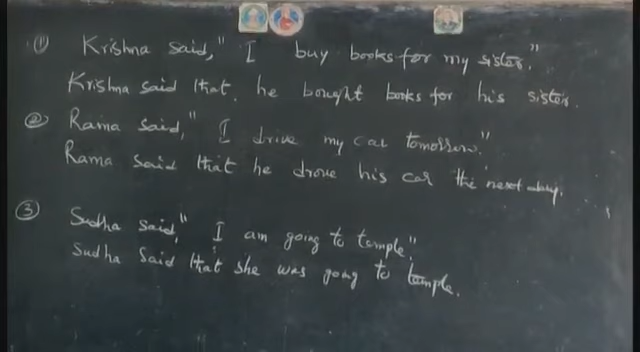 (1) Krishna said," I buy books for my sister."
Krishna said that he bought books for his sister.
(2) Rama said," I drive my car tomorrow."
Rama said that he drove his car the next day.
(3) Sudha said," I am going to temple."
Sudha said that she was going to temple.